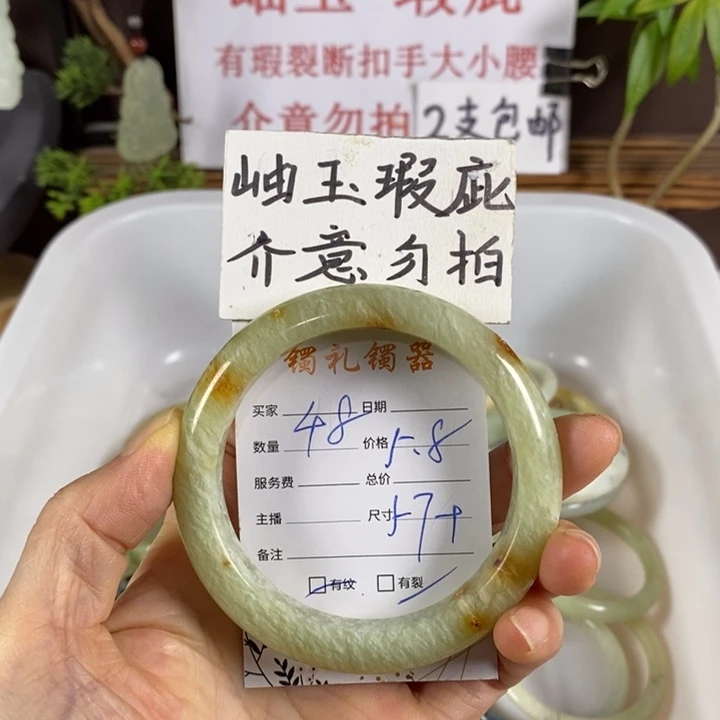 岫玉 瑕疵
有瑕裂断扣手大小腰
介意勿拍 2支包邮
岫玉瑕疵
介意勿拍
镯礼镯器
买家 日期
数量 48 价格 5.8
服务费 总价
主播 尺寸 57+
备注
有纹 有裂